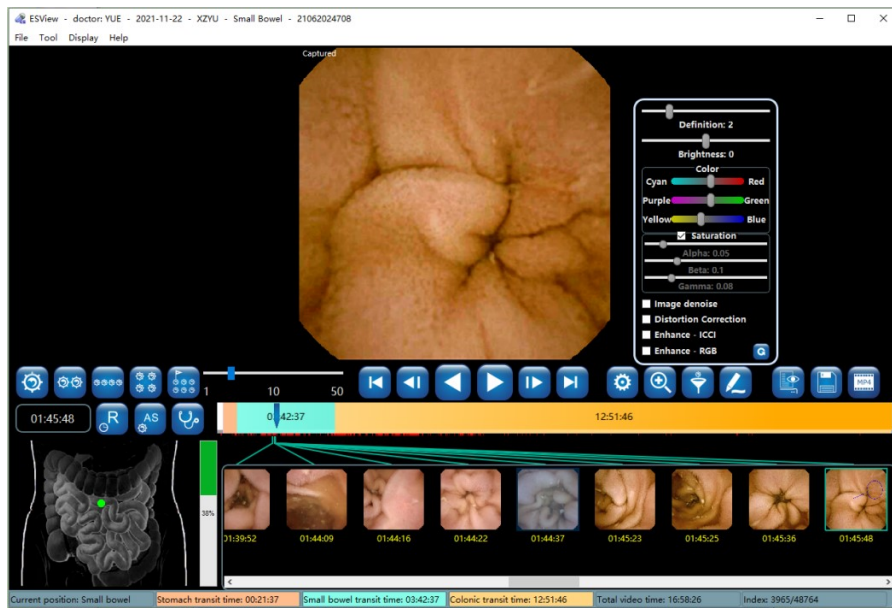 ESView - doctor: YUE - 2021-11-22 - XZYU - Small Bowel - 21062024708
File Tool Display Help
Captured
Definition: 2
Brightness: 0
Color
Cyan Red
Purple Green
Yellow Blue
Saturation
Alpha: 0.05
Beta: 0.1
Gamma: 0.08
Image denoise
Distortion Correction
Enhance - ICCI
Enhance - RGB
1 10 50
MP4
01:45:48 R AS
42:37 12:51:46
38%
01:39:52 01:44:09 01:44:16 01:44:22 01:44:37 01:45:23 01:45:25 01:45:36 01:45:48
Current position: Small bowel Stomach transit time: 00:21:37 Small bowel transit time: 03:42:37 Colonic transit time: 12:51:46 Total video time: 16:58:26 Index: 3965/48764